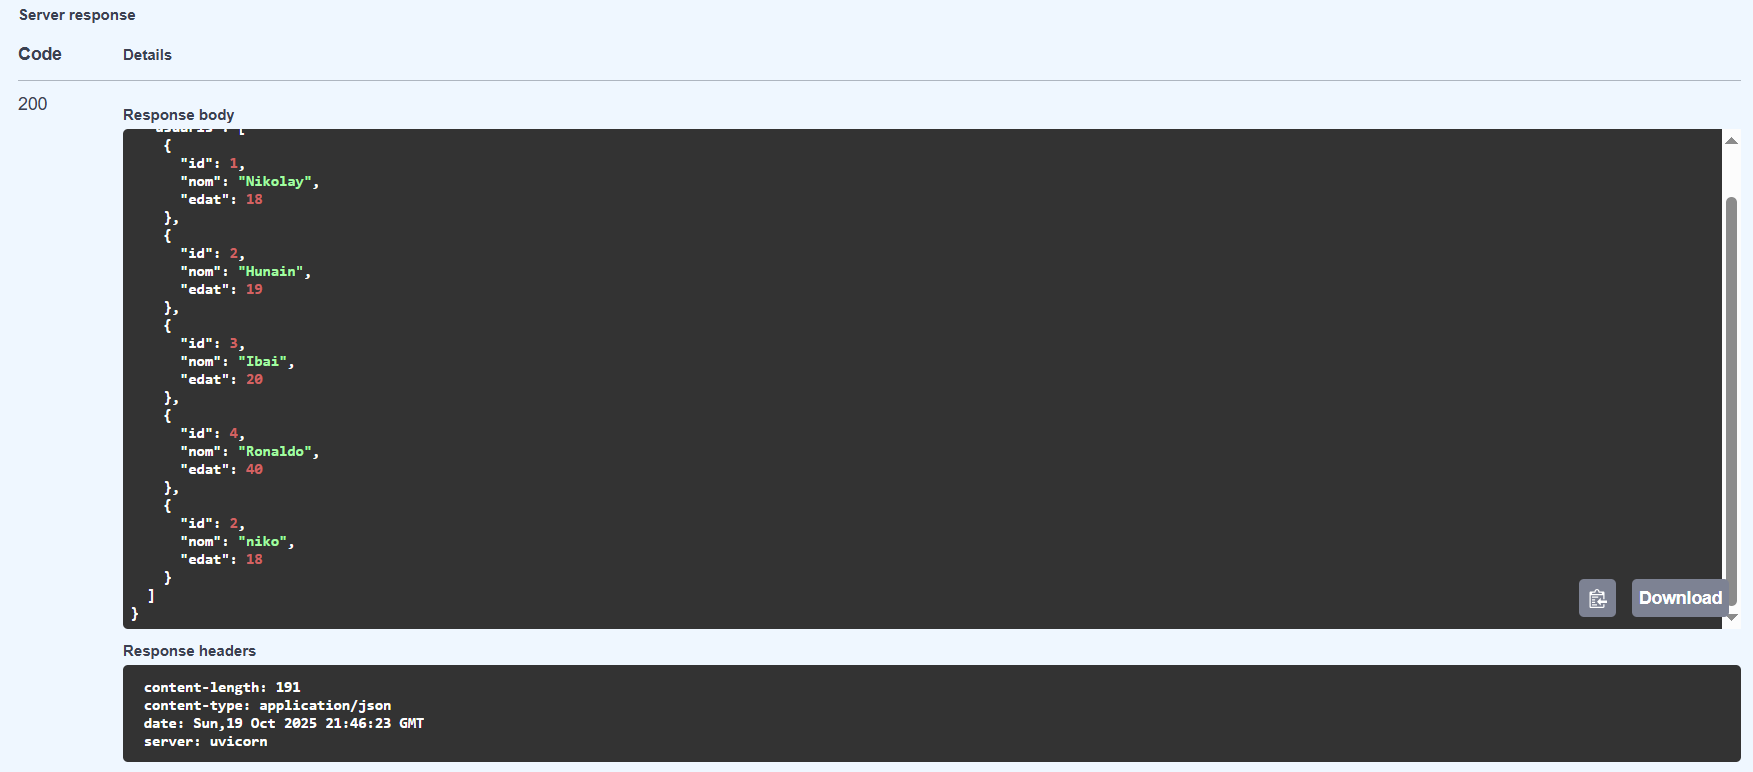 Server response
Code Details
200
Response body
"usuaris": [
{
"id": 1,
"nom": "Nikolay",
"edat": 18
},
{
"id": 2,
"nom": "Hunain",
"edat": 19
},
{
"id": 3,
"nom": "Ibai",
"edat": 20
},
{
"id": 4,
"nom": "Ronaldo",
"edat": 40
},
{
"id": 2,
"nom": "niko",
"edat": 18
}
]
}
Download
Response headers
content-length: 191
content-type: application/json
date: Sun,19 Oct 2025 21:46:23 GMT
server: uvicorn